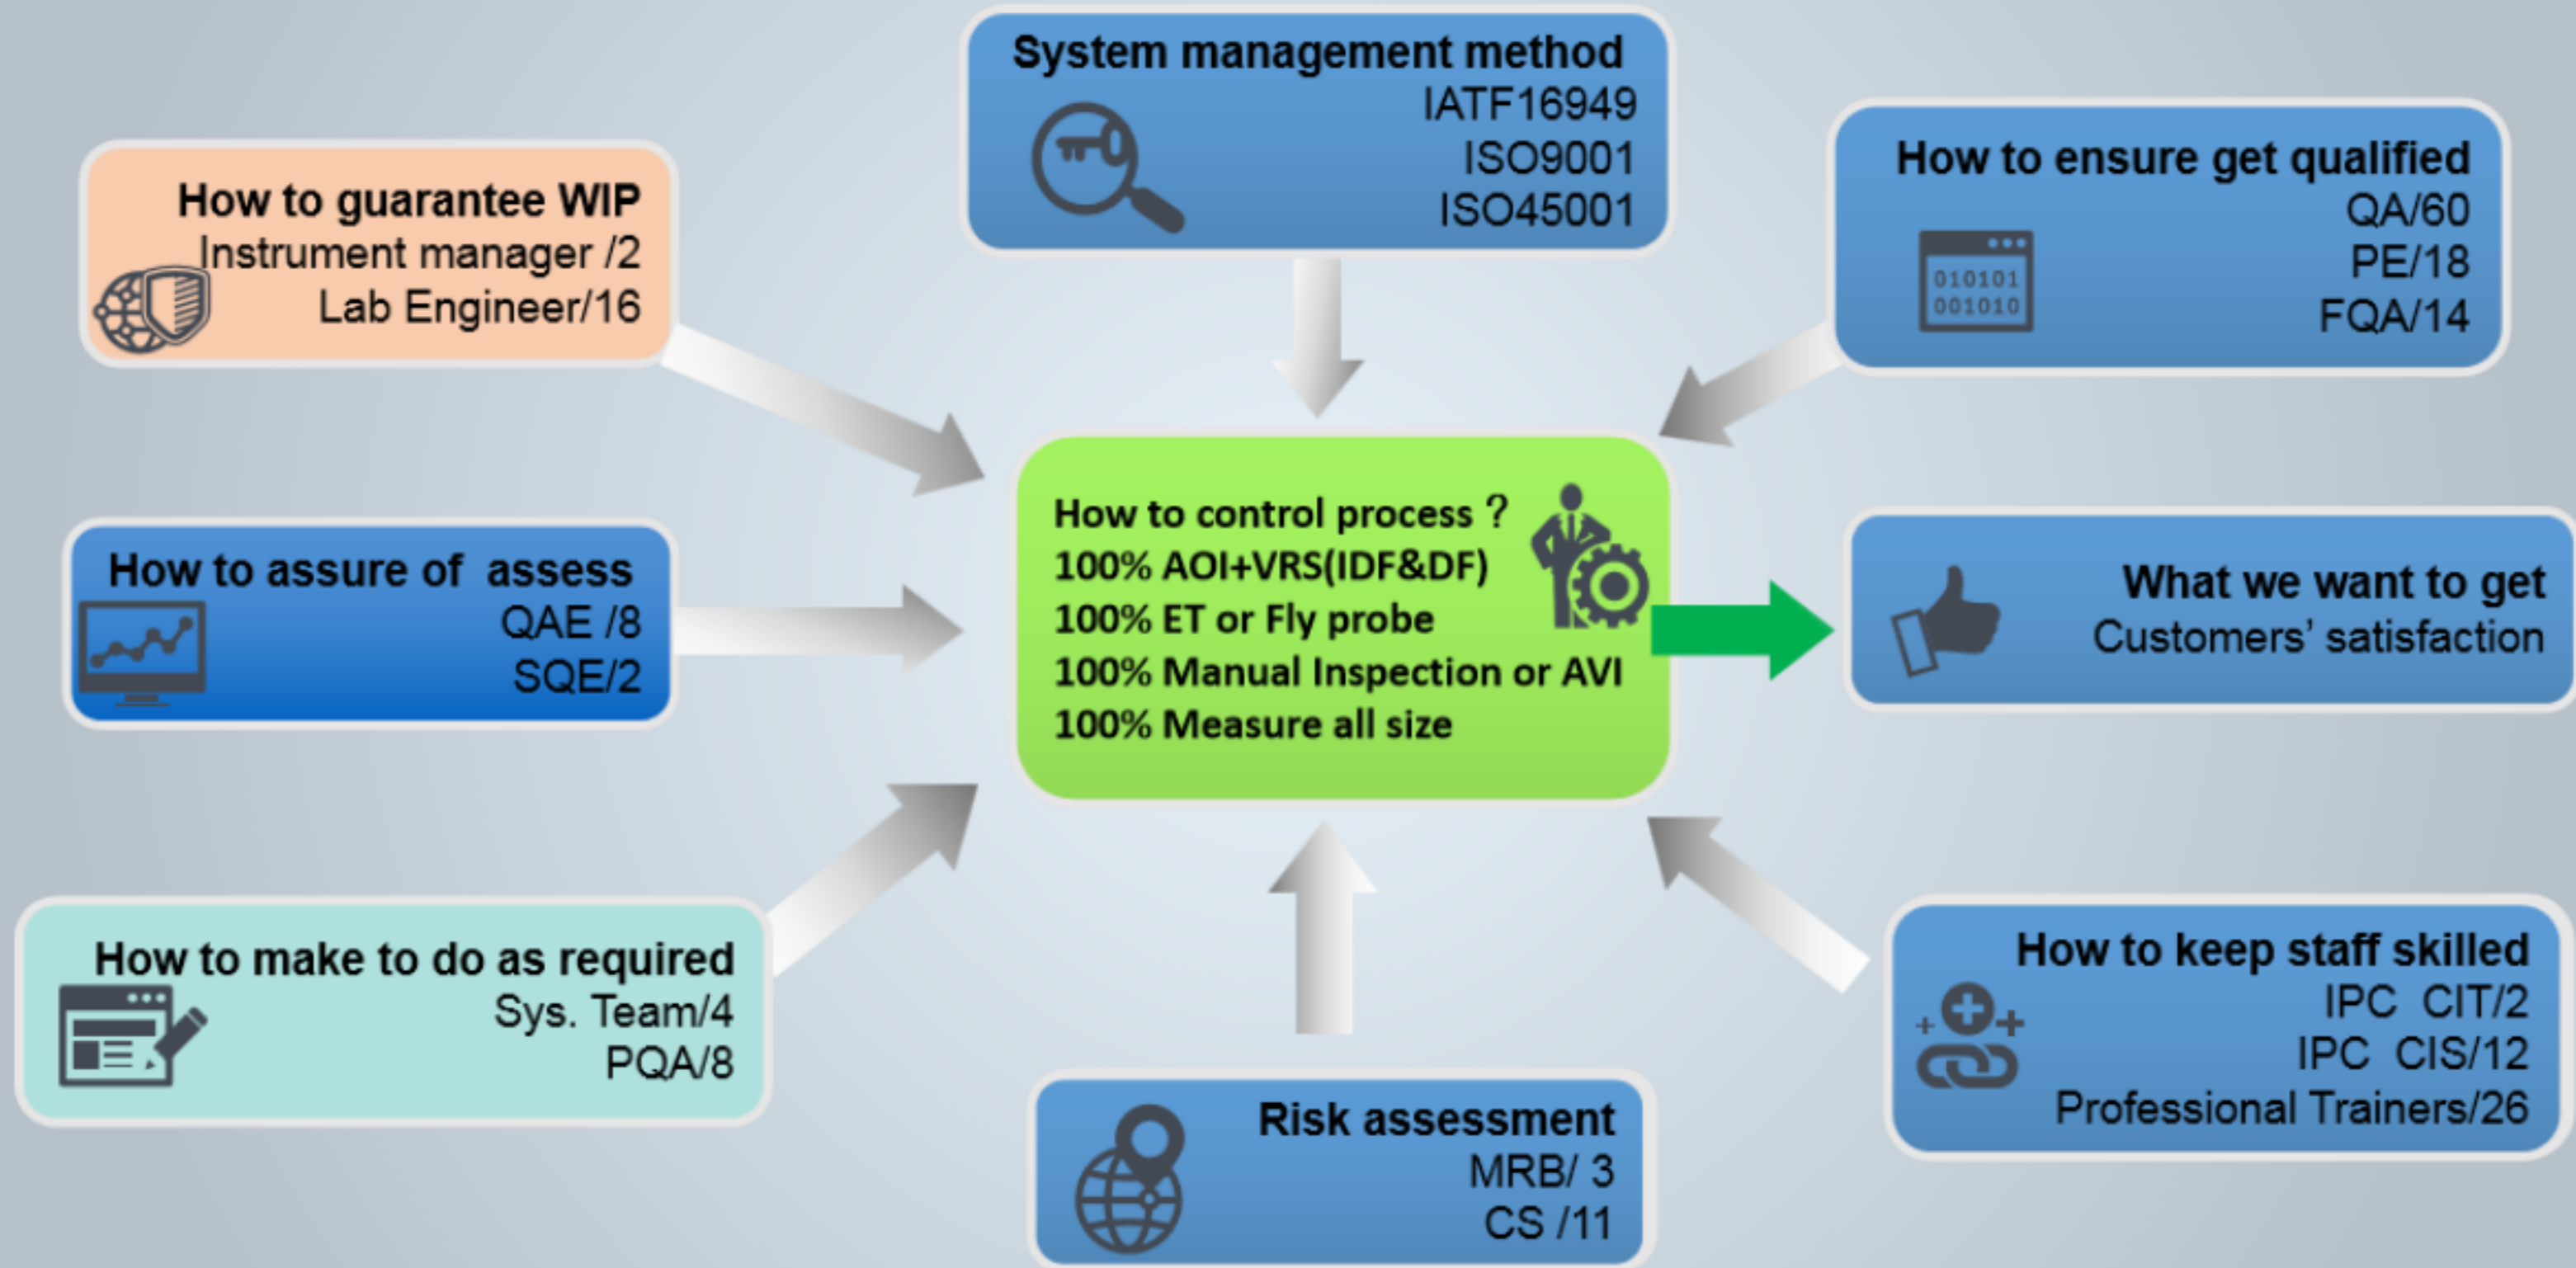 System management method
IATF16949
ISO9001
ISO45001
How to guarantee WIP
Instrument manager /2
Lab Engineer/16
How to ensure get qualified
QA/60
PE/18
FQA/14
010101
001010
How to assure of  assess
QAE /8
SQE/2
How to control process ?
100% AOI+VRS(IDF&DF)
100% ET or Fly probe
100% Manual Inspection or AVI
100% Measure all size
What we want to get
Customers’ satisfaction
How to make to do as required
Sys. Team/4
PQA/8
Risk assessment
MRB/ 3
CS /11
How to keep staff skilled
IPC  CIT/2
IPC  CIS/12
Professional Trainers/26